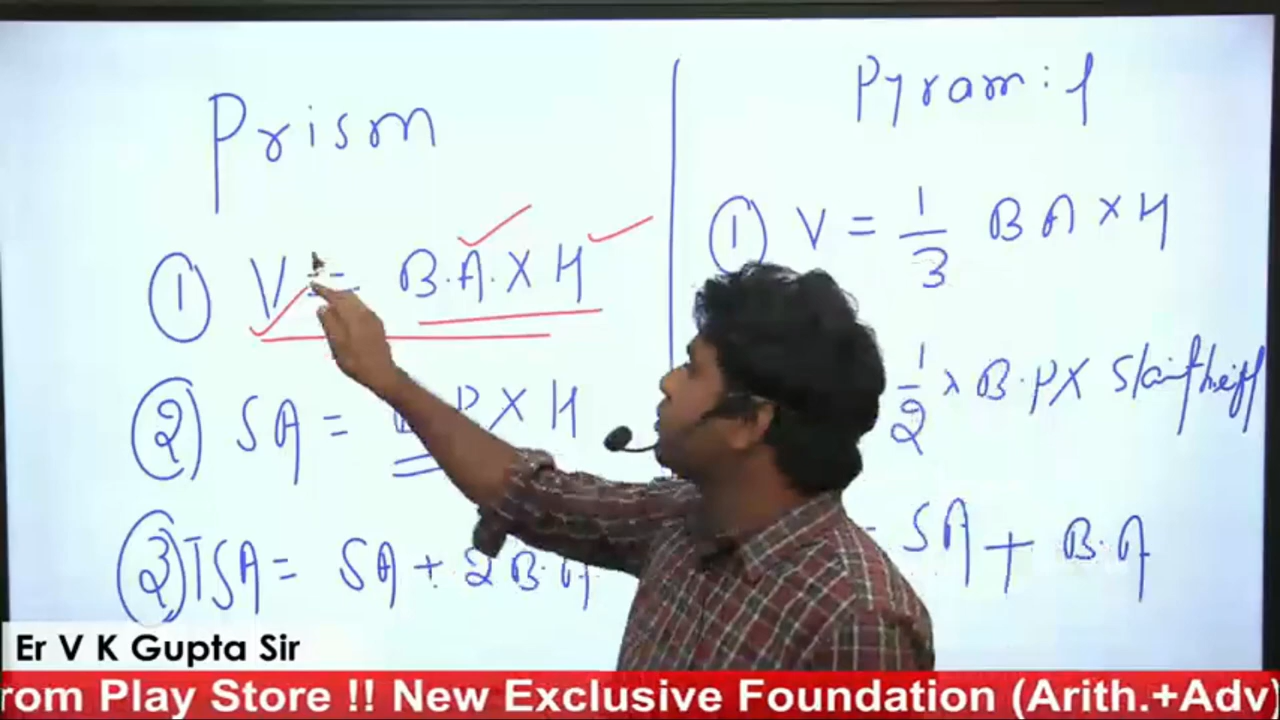 Prism
① V = B.A. X H
② SA = B.P X H
③ TSA = SA + 2 B.A
Pyramid
① V = 1/3 BA X H
1/2 x B.P X Slant height
= SA + B.A
Er V K Gupta Sir
rom Play Store !! New Exclusive Foundation (Arith.+Adv)